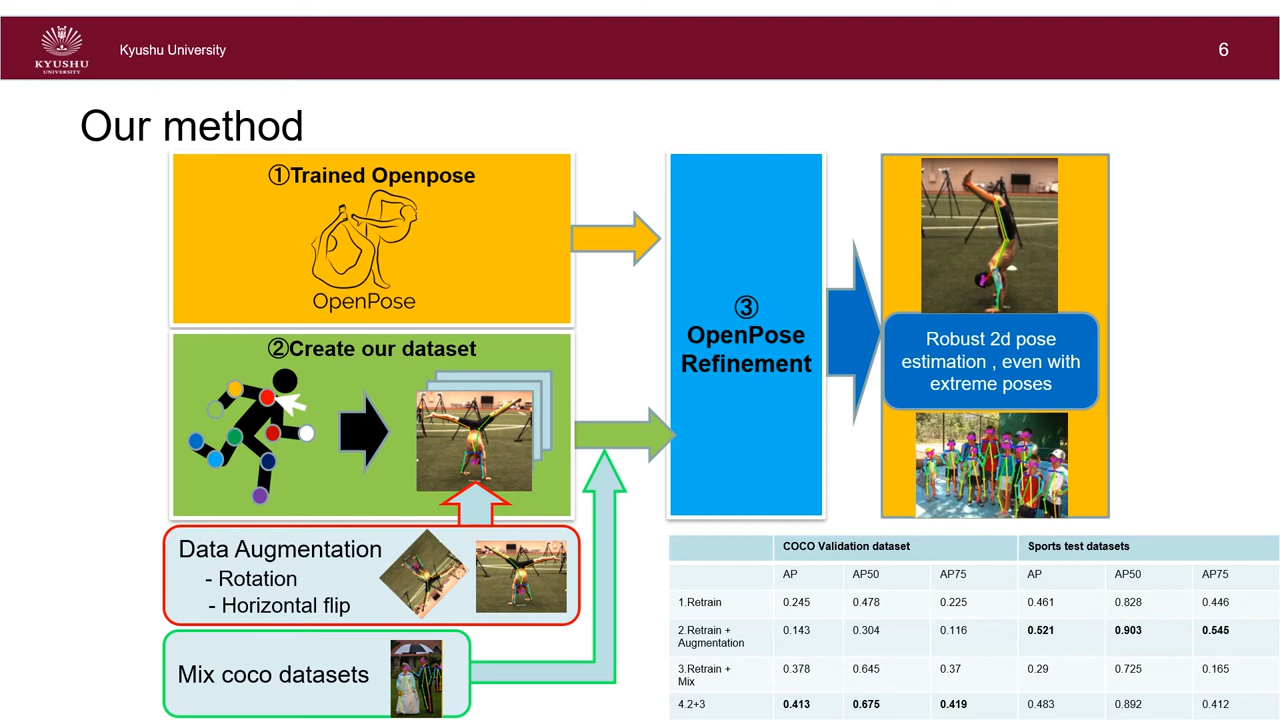 KYUSHU
UNIVERSITY
Kyushu University
6
Our method
①Trained Openpose
OpenPose
②Create our dataset
③
OpenPose
Refinement
Robust 2d pose
estimation , even with
extreme poses
Data Augmentation
- Rotation
- Horizontal flip
Mix coco datasets
COCO Validation dataset Sports test datasets
AP AP50 AP75 AP AP50 AP75
1.Retrain 0.245 0.478 0.225 0.461 0.828 0.446
2.Retrain +
Augmentation 0.143 0.304 0.116 0.521 0.903 0.545
3.Retrain +
Mix 0.378 0.645 0.37 0.29 0.725 0.165
4.2+3 0.413 0.675 0.419 0.483 0.892 0.412